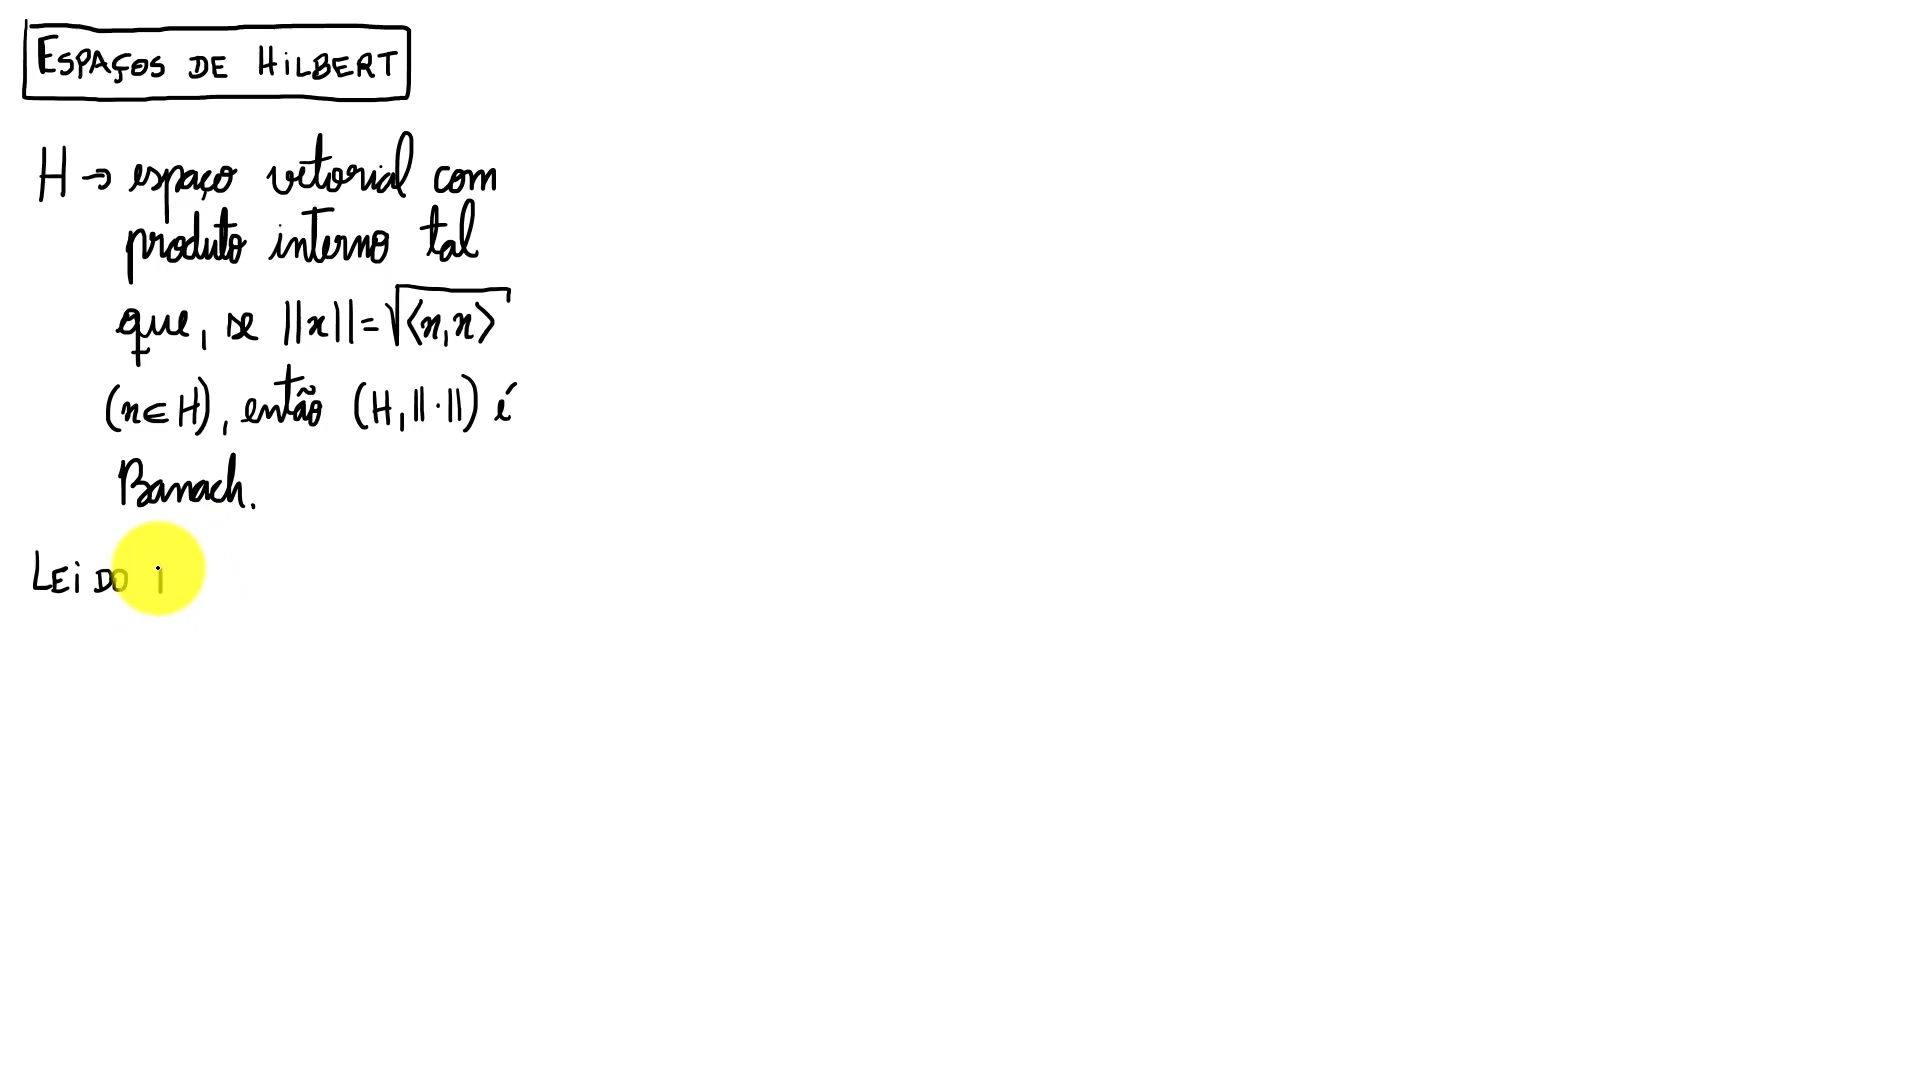 ESPAÇOS DE HILBERT
H → espaço vetorial com
produto interno tal
que, se ||x|| = √⟨x,x⟩
(x ∈ H), então (H, ||·||) é
Banach.
LEI DO